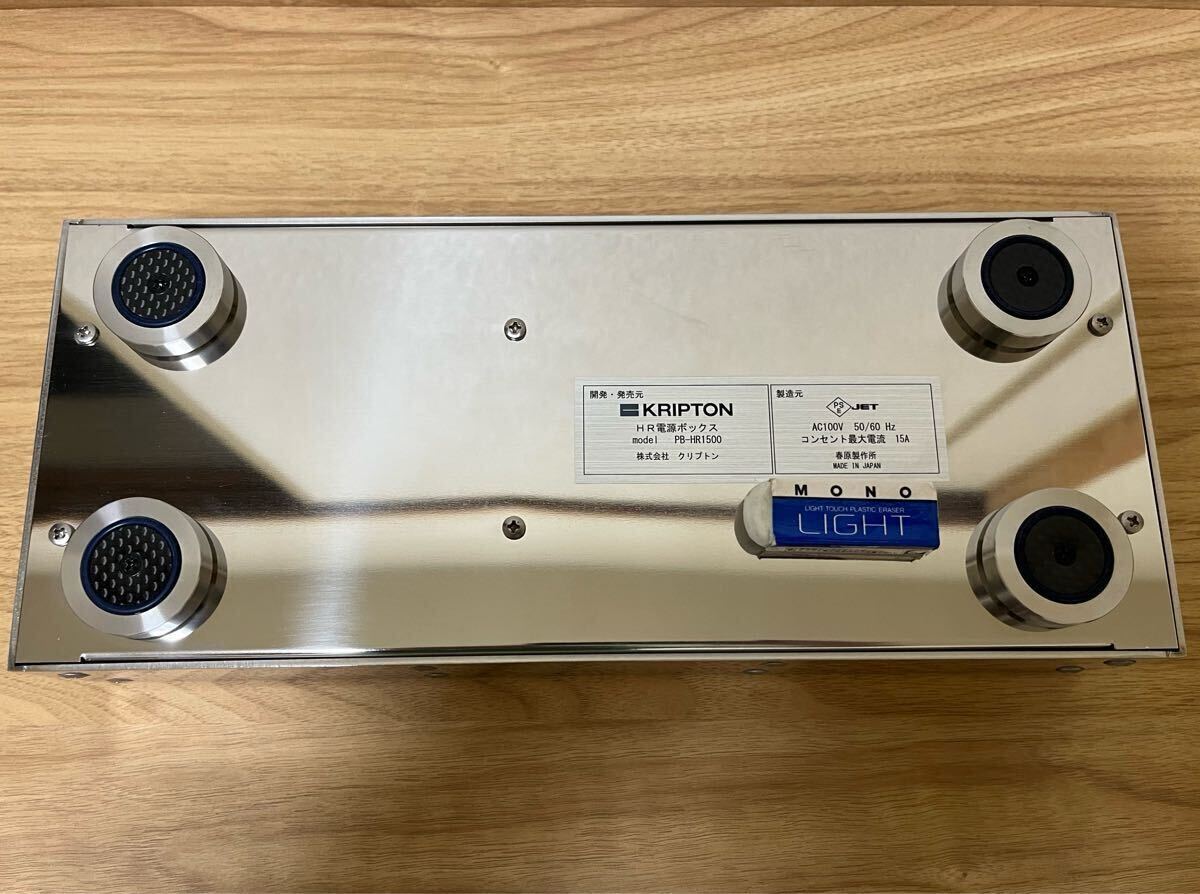 開発・発売元
KRIPTON
HR電源ボックス
model PB-HR1500
株式会社 クリプトン
製造元
PS E JET
AC100V 50/60 Hz
コンセント最大電流 15A
春原製作所
MADE IN JAPAN
MONO
LIGHT TOUCH PLASTIC ERASER
LIGHT